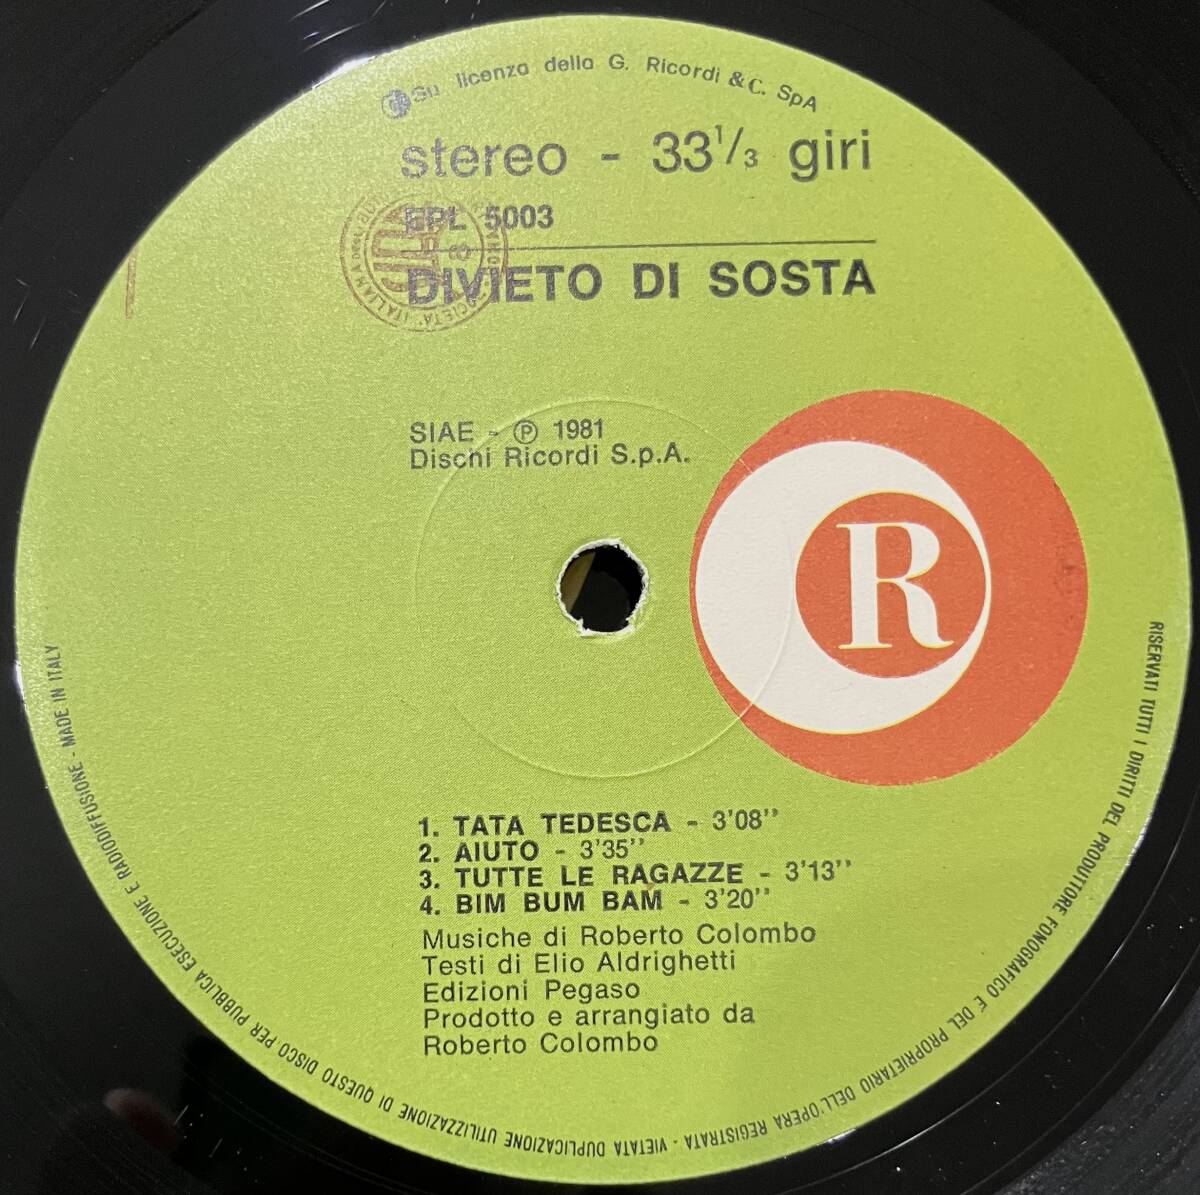 Su licenza della G. Ricordi & C. SpA
stereo - 33 1/3 giri
EPL 5003
DIVIETO DI SOSTA
SIAE - ℗ 1981
Dischi Ricordi S.p.A.
R
1. TATA TEDESCA - 3'08''
2. AIUTO - 3'35''
3. TUTTE LE RAGAZZE - 3'13''
4. BIM BUM BAM - 3'20''
Musiche di Roberto Colombo
Testi di Elio Aldrighetti
Edizioni Pegaso
Prodotto e arrangiato da
Roberto Colombo
RISERVATI TUTTI I DIRITTI DEL PRODUTTORE FONOGRAFICO E DEL PROPRIETARIO DELL'OPERA REGISTRATA - VIETATA DUPLICAZIONE UTILIZZAZIONE DI QUESTO DISCO PER PUBBLICA ESECUZIONE E RADIODIFFUSIONE - MADE IN ITALY
SOCIETA' ITALIANA